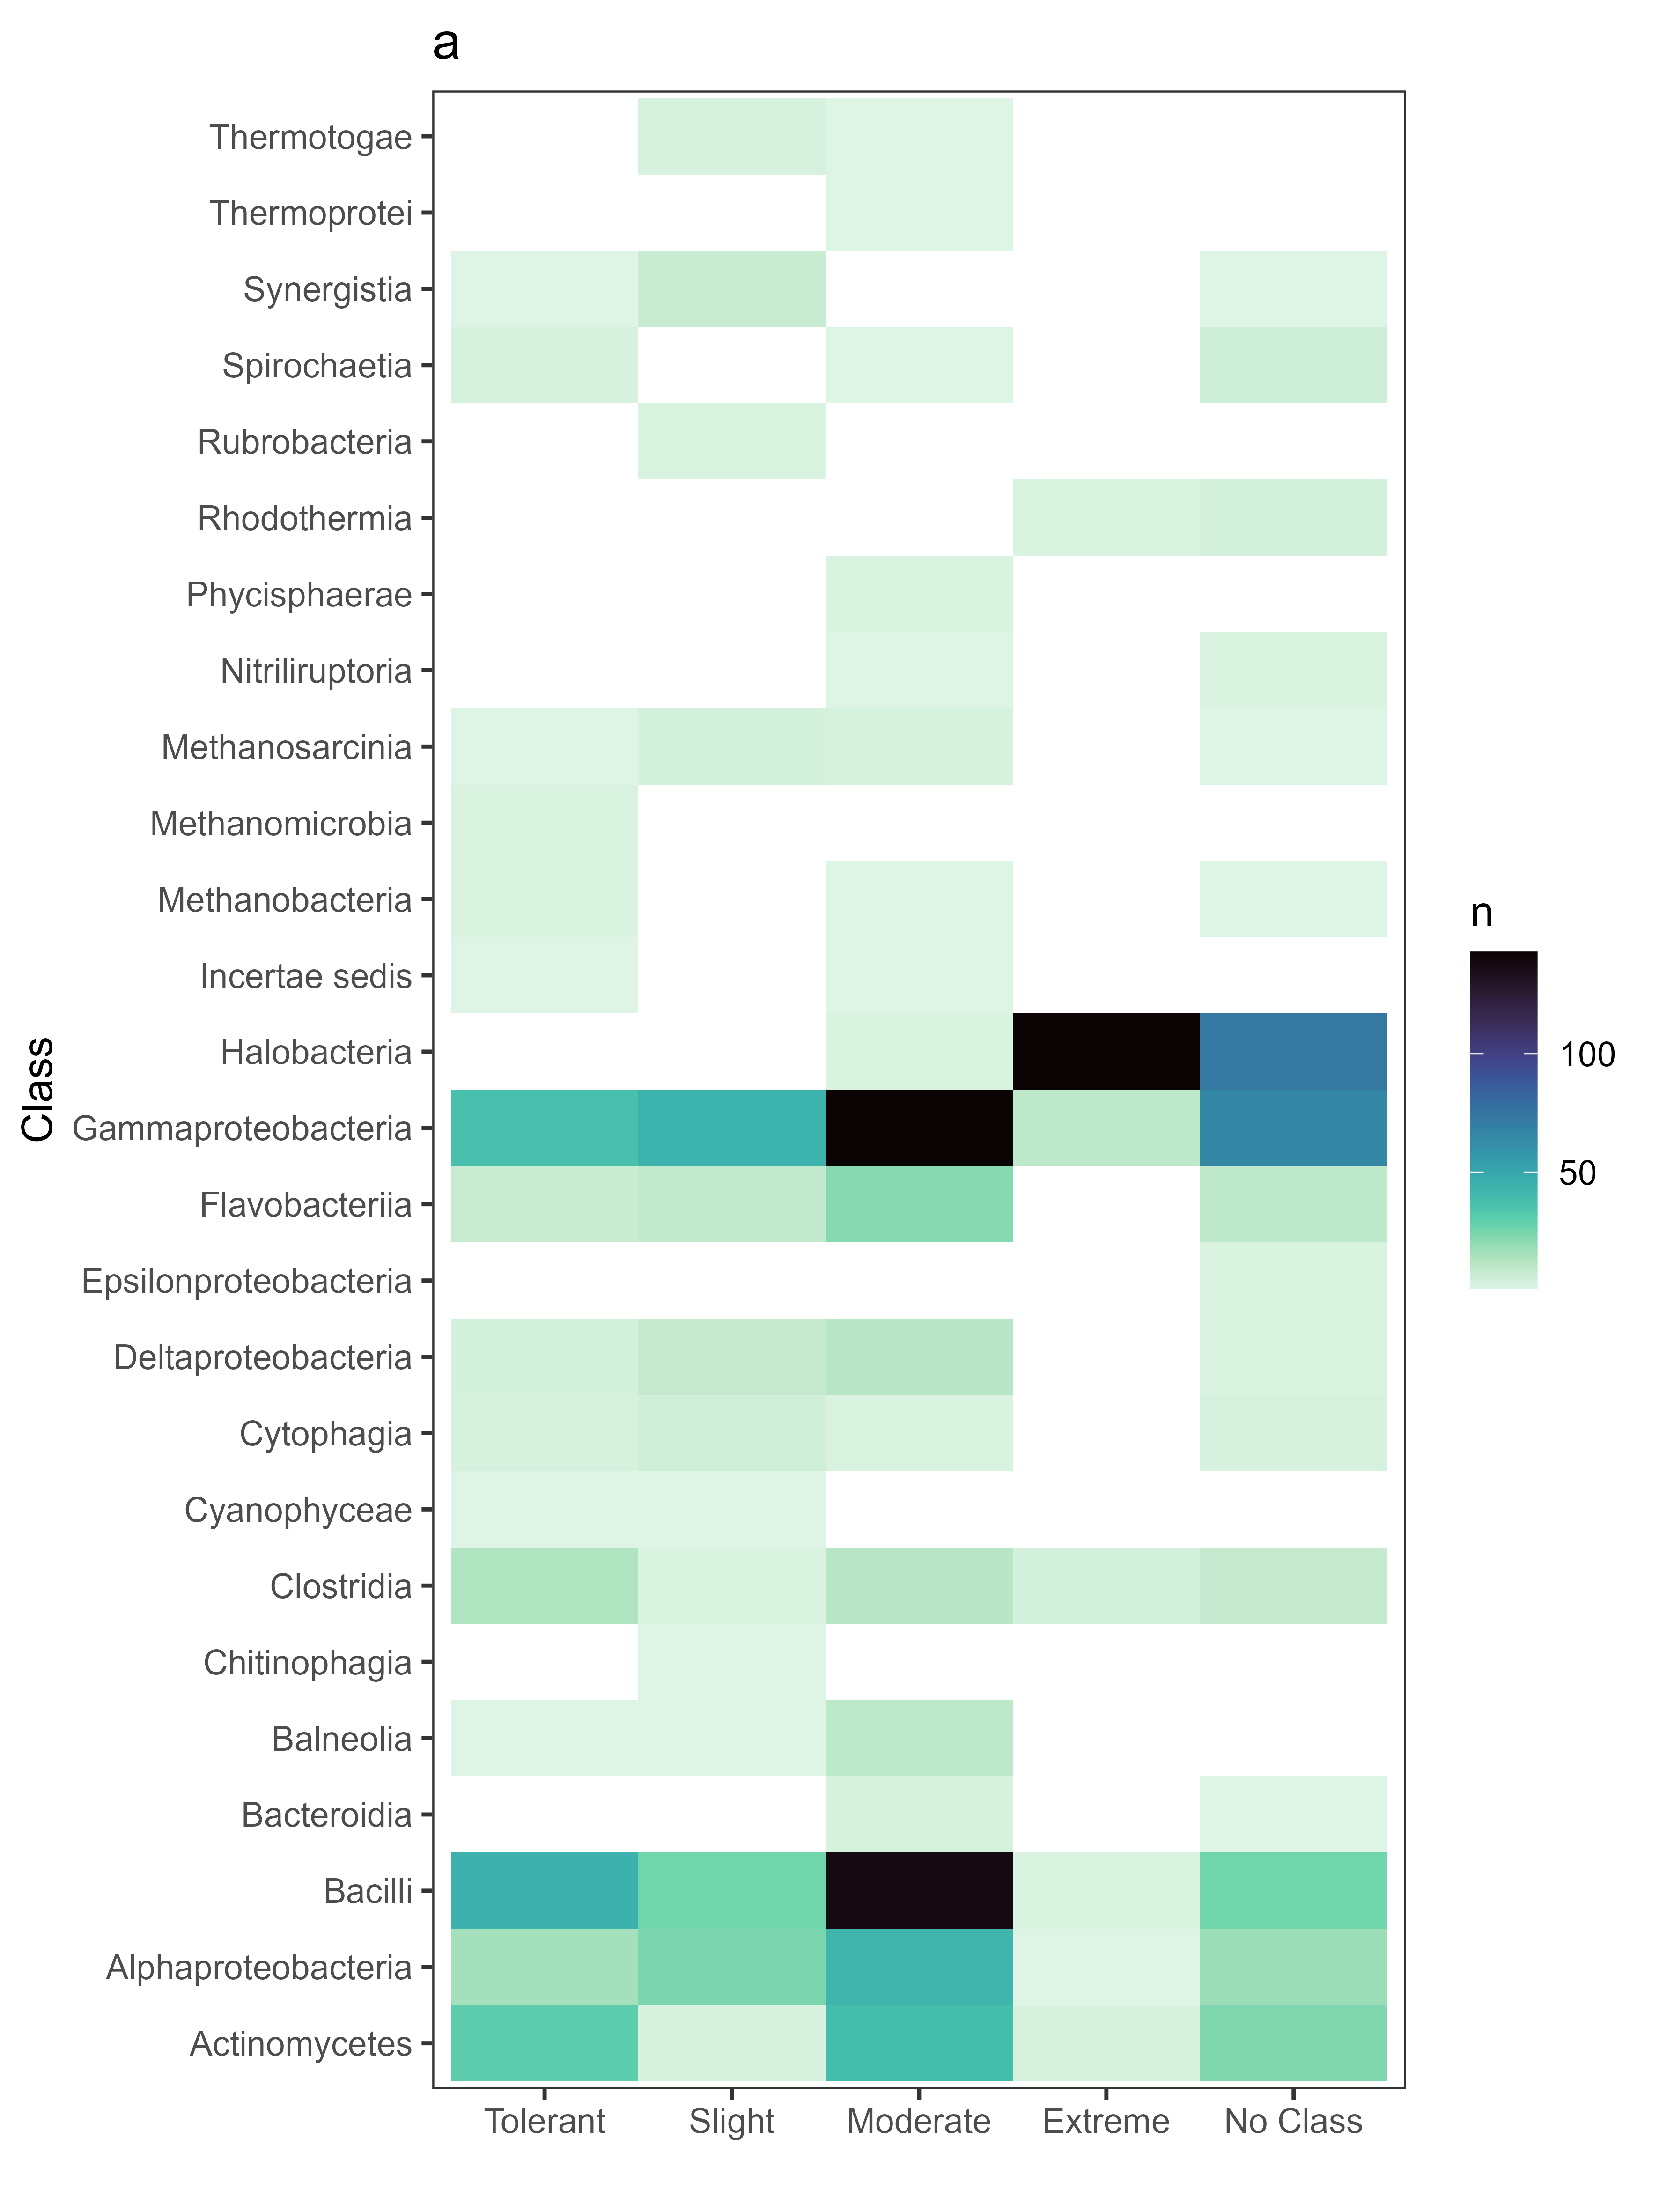 a
Class
Thermotogae
Thermoprotei
Synergistia
Spirochaetia
Rubrobacteria
Rhodothermia
Phycisphaerae
Nitriliruptoria
Methanosarcinia
Methanomicrobia
Methanobacteria
Incertae sedis
Halobacteria
Gammaproteobacteria
Flavobacteriia
Epsilonproteobacteria
Deltaproteobacteria
Cytophagia
Cyanophyceae
Clostridia
Chitinophagia
Balneolia
Bacteroidia
Bacilli
Alphaproteobacteria
Actinomycetes
Tolerant Slight Moderate Extreme No Class
n
100
50